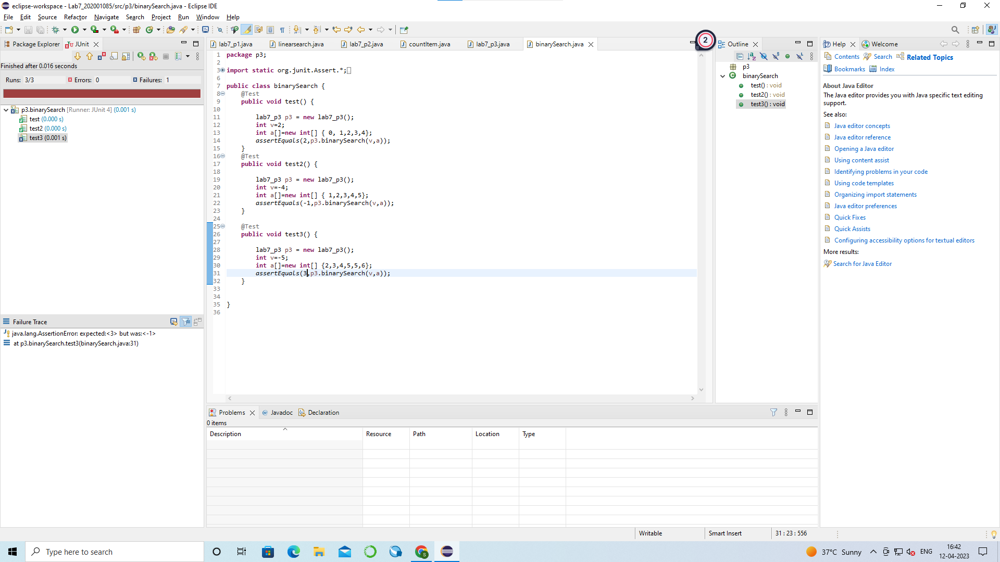 eclipse-workspace - Lab7_202001085/src/p3/binarySearch.java - Eclipse IDE
File Edit Source Refactor Navigate Search Project Run Window Help
Package Explorer JUnit
Finished after 0.016 seconds
Runs: 3/3 Errors: 0 Failures: 1
p3.binarySearch [Runner: JUnit 4] (0.001 s)
test (0.000 s)
test2 (0.000 s)
test3 (0.001 s)
Failure Trace
java.lang.AssertionError: expected:<3> but was:<-1>
at p3.binarySearch.test3(binarySearch.java:31)
lab7_p1.java linearsearch.java lab7_p2.java countItem.java lab7_p3.java binarySearch.java
2
1 package p3;
2
3 import static org.junit.Assert.*;
6
7 public class binarySearch {
8 @Test
9 public void test() {
10
11 lab7_p3 p3 = new lab7_p3();
12 int v=2;
13 int a[]=new int[] { 0, 1,2,3,4};
14 assertEquals(2,p3.binarySearch(v,a));
15 }
16 @Test
17 public void test2() {
18
19 lab7_p3 p3 = new lab7_p3();
20 int v=-4;
21 int a[]=new int[] { 1,2,3,4,5};
22 assertEquals(-1,p3.binarySearch(v,a));
23 }
24
25 @Test
26 public void test3() {
27
28 lab7_p3 p3 = new lab7_p3();
29 int v=-5;
30 int a[]=new int[] {2,3,4,5,5,6};
31 assertEquals(3,p3.binarySearch(v,a));
32 }
33
34
35 }
36
Outline
p3
binarySearch
test() : void
test2() : void
test3() : void
Help Welcome
Contents Search Related Topics
Bookmarks Index
About Java Editor
The Java editor provides you with Java specific text editing
support.
See also:
Java editor concepts
Java editor reference
Opening a Java editor
Using content assist
Identifying problems in your code
Using code templates
Organizing import statements
Java editor preferences
Quick Fixes
Quick Assists
Configuring accessibility options for textual editors
More results:
Search for Java Editor
Problems @ Javadoc Declaration
0 items
Description Resource Path Location Type
Writable Smart Insert 31 : 23 : 556
Type here to search
37°C Sunny ENG 16:42
12-04-2023